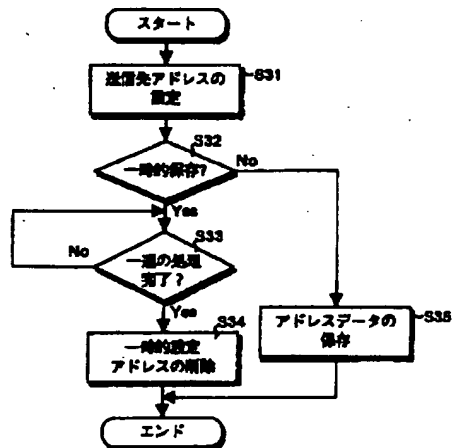 スタート
送信先アドレスの
設定
S31
S32
一時的保存?
No
Yes
S33
一連の処理
完了?
No
Yes
S34
一時的設定
アドレスの削除
アドレスデータの
保存
S35
エンド